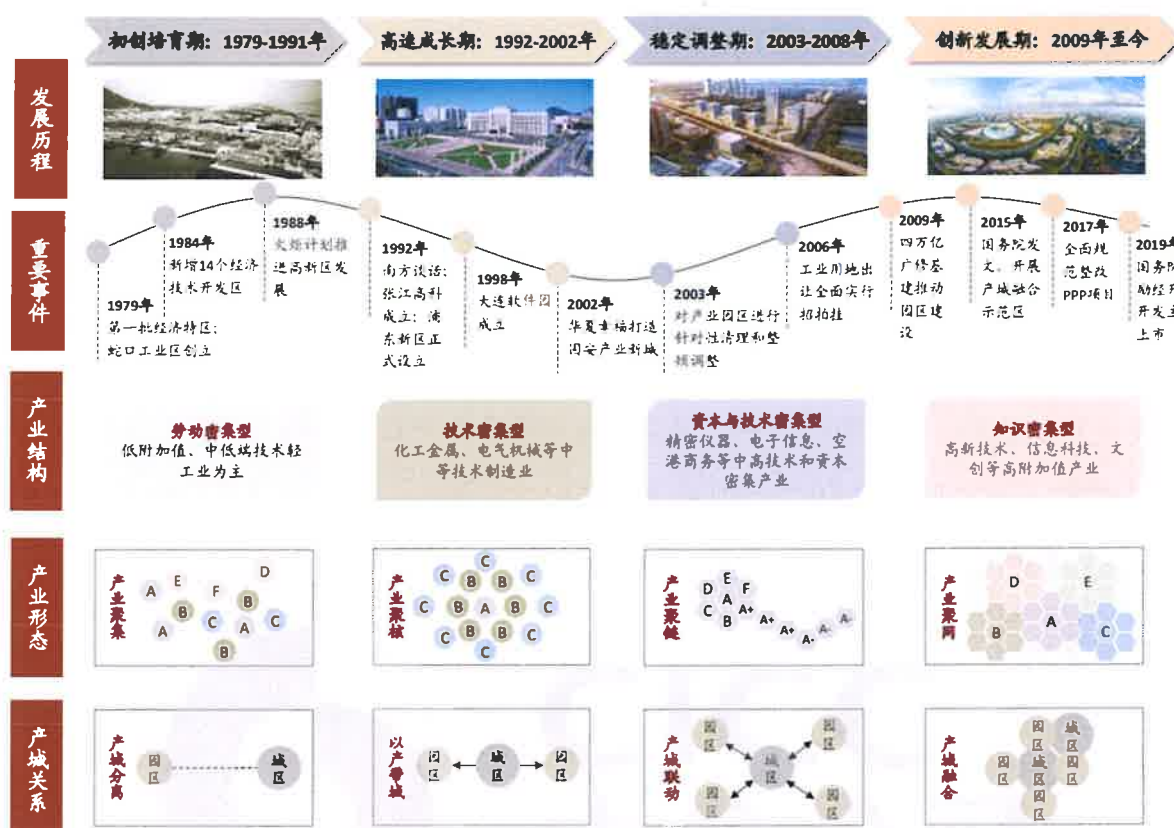 初创培育期：1979-1991年
高速成长期：1992-2002年
稳定调整期：2003-2008年
创新发展期：2009年至今
发展历程
重要事件
1979年
第一批经济特区；
蛇口工业区创立
1984年
新增14个经济
技术开发区
1988年
火炬计划推
进高新区发
展
1992年
南方谈话；
张江高科
成立；浦
东新区正
式设立
1998年
大连软件园
成立
2002年
华夏幸福打造
固安产业新城
2003年
对产业园区进行
针对性清理和整
顿调整
2006年
工业用地出
让全面实行
招拍挂
2009年
四万亿
广修基
建推动
园区建
设
2015年
国务院发
文，开展
产城融合
示范区
2017年
全面规
范整改
PPP项目
2019年
国务院
励经开
开发主
上市
产业结构
劳动密集型
低附加值、中低端技术轻
工业为主
技术密集型
化工金属、电气机械等中
等技术制造业
资本与技术密集型
精密仪器、电子信息、空
港商务等中高技术和资本
密集产业
知识密集型
高新技术、信息科技、文
创等高附加值产业
产业形态
产业聚集
A E F D
B C B
A A C
B
产业聚核
C
C B B C
C B A B C
C B B C
C
产业聚链
D E
A
C B A+
A+ A+ A- A- A-
产业聚网
D E
B A C
产城关系
产城分离
园区
城区
以产带城
园区
城区
园区
产城联动
园区
园区
城区
园区
园区
产城融合
园区
城区
园区
城区
园区
园区